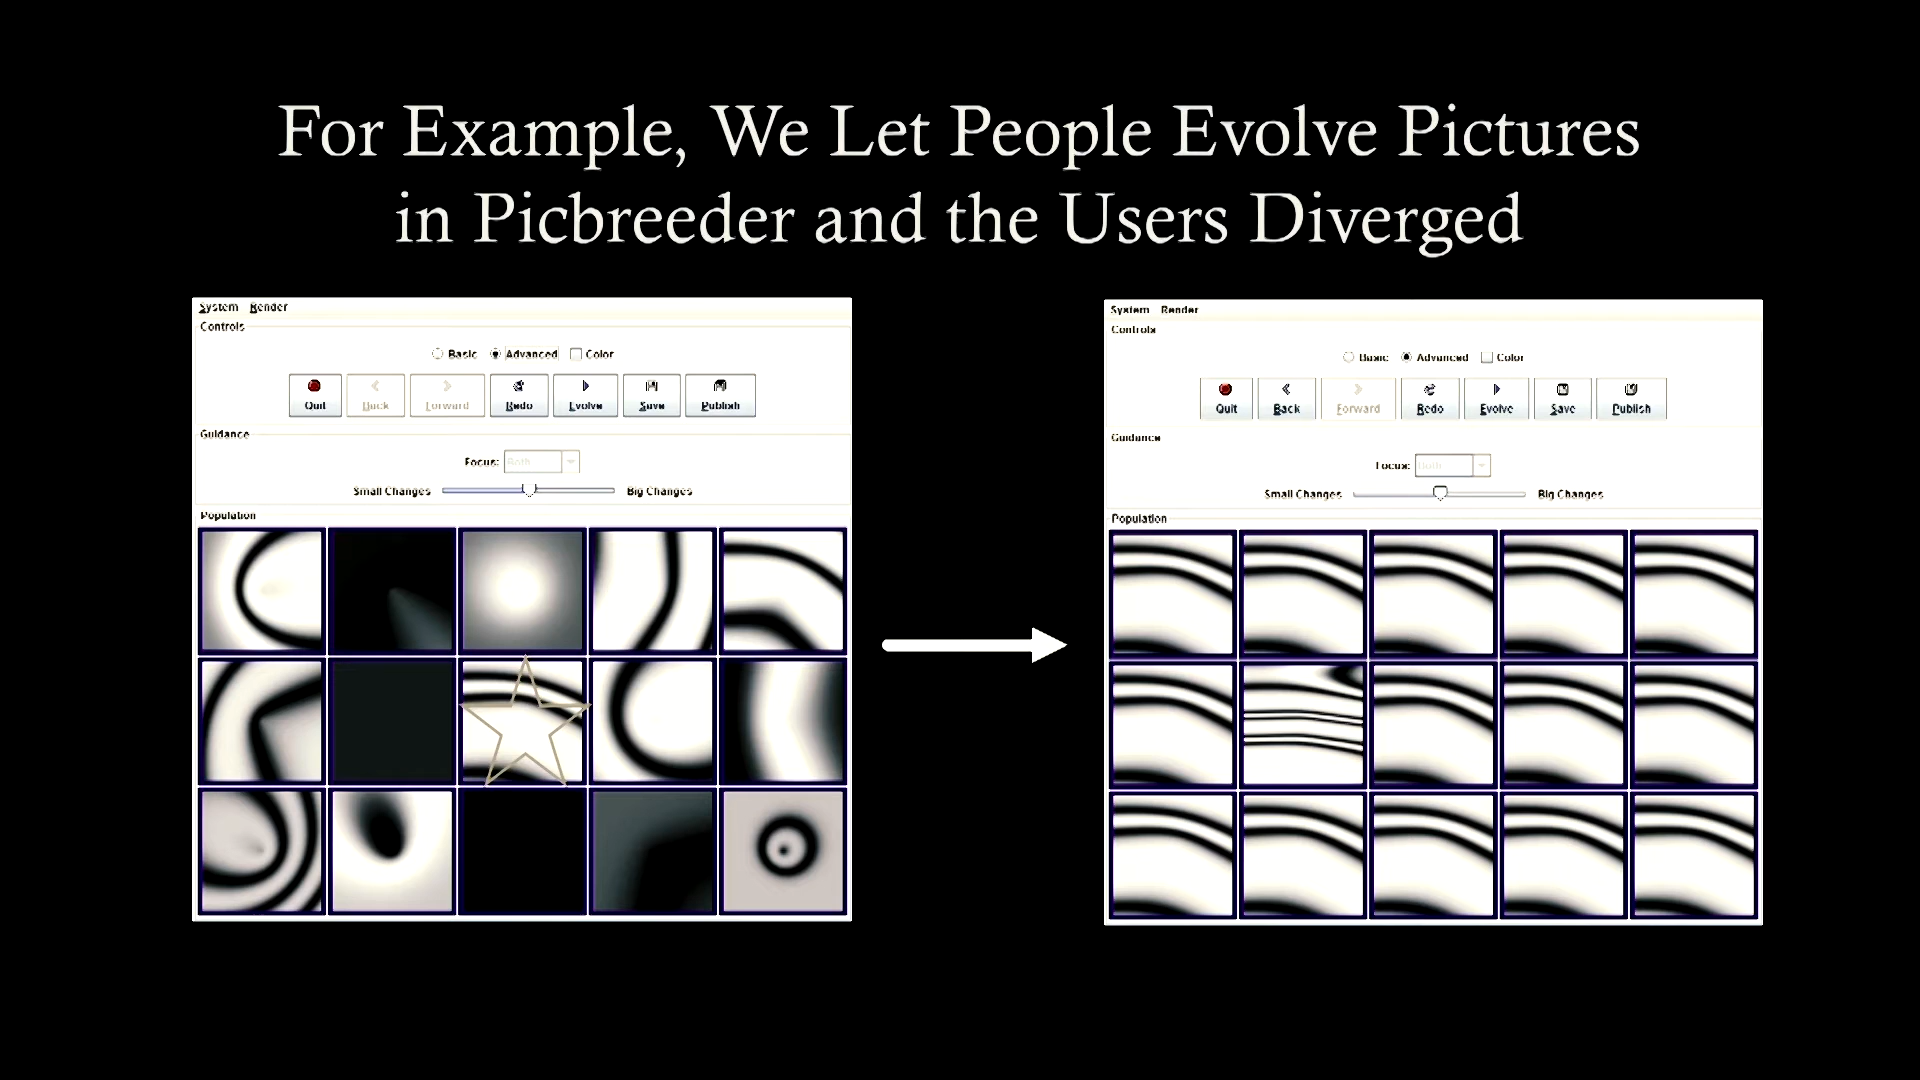 For Example, We Let People Evolve Pictures
in Picbreeder and the Users Diverged
System Render
Controls
Basic Advanced Color
Quit Back Forward Redo Evolve Save Publish
Guidance
Focus: Both
Small Changes Big Changes
Population
System Render
Controls
Basic Advanced Color
Quit Back Forward Redo Evolve Save Publish
Guidance
Focus: Both
Small Changes Big Changes
Population